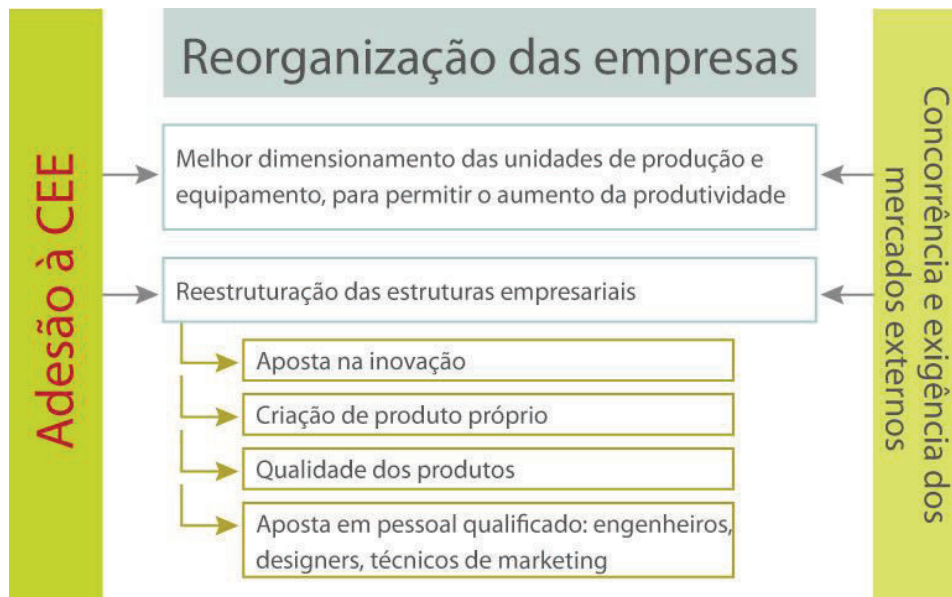 Reorganização das empresas
Adesão à CEE
Melhor dimensionamento das unidades de produção e
equipamento, para permitir o aumento da produtividade
Reestruturação das estruturas empresariais
Aposta na inovação
Criação de produto próprio
Qualidade dos produtos
Aposta em pessoal qualificado: engenheiros,
designers, técnicos de marketing
Concorrência e exigência dos
mercados externos